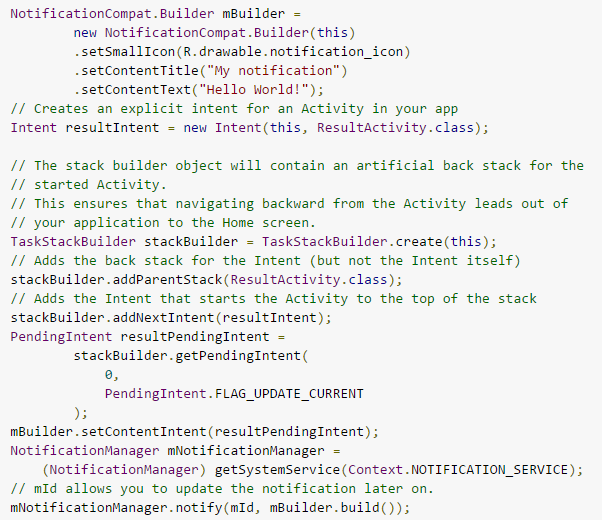 NotificationCompat.Builder mBuilder =
        new NotificationCompat.Builder(this)
        .setSmallIcon(R.drawable.notification_icon)
        .setContentTitle("My notification")
        .setContentText("Hello World!");
// Creates an explicit intent for an Activity in your app
Intent resultIntent = new Intent(this, ResultActivity.class);

// The stack builder object will contain an artificial back stack for the
// started Activity.
// This ensures that navigating backward from the Activity leads out of
// your application to the Home screen.
TaskStackBuilder stackBuilder = TaskStackBuilder.create(this);
// Adds the back stack for the Intent (but not the Intent itself)
stackBuilder.addParentStack(ResultActivity.class);
// Adds the Intent that starts the Activity to the top of the stack
stackBuilder.addNextIntent(resultIntent);
PendingIntent resultPendingIntent =
        stackBuilder.getPendingIntent(
            0,
            PendingIntent.FLAG_UPDATE_CURRENT
        );
mBuilder.setContentIntent(resultPendingIntent);
NotificationManager mNotificationManager =
    (NotificationManager) getSystemService(Context.NOTIFICATION_SERVICE);
// mId allows you to update the notification later on.
mNotificationManager.notify(mId, mBuilder.build());